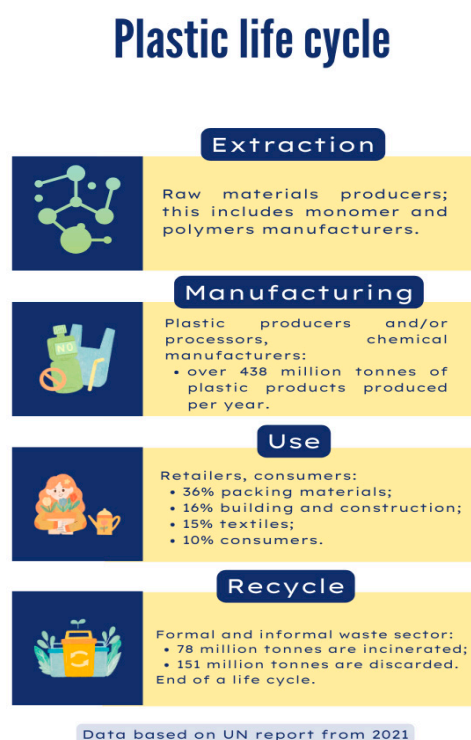 Plastic life cycle
Extraction
Raw materials producers;
this includes monomer and
polymers manufacturers.
Manufacturing
Plastic producers and/or
processors, chemical
manufacturers:
• over 438 million tonnes of
plastic products produced
per year.
NO
Use
Retailers, consumers:
• 36% packing materials;
• 16% building and construction;
• 15% textiles;
• 10% consumers.
Recycle
Formal and informal waste sector:
• 78 million tonnes are incinerated;
• 151 million tonnes are discarded.
End of a life cycle.
Data based on UN report from 2021